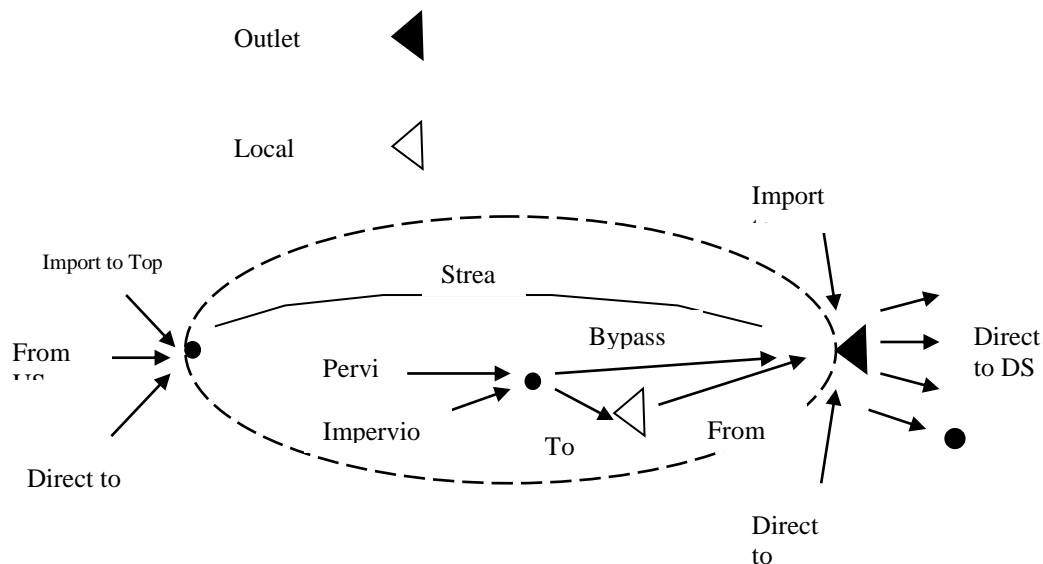 Outlet
Local
Import
Import to Top
Strea
From
Bypass
Direct
to DS
Pervi
Impervio
To
From
Direct to
Direct
to